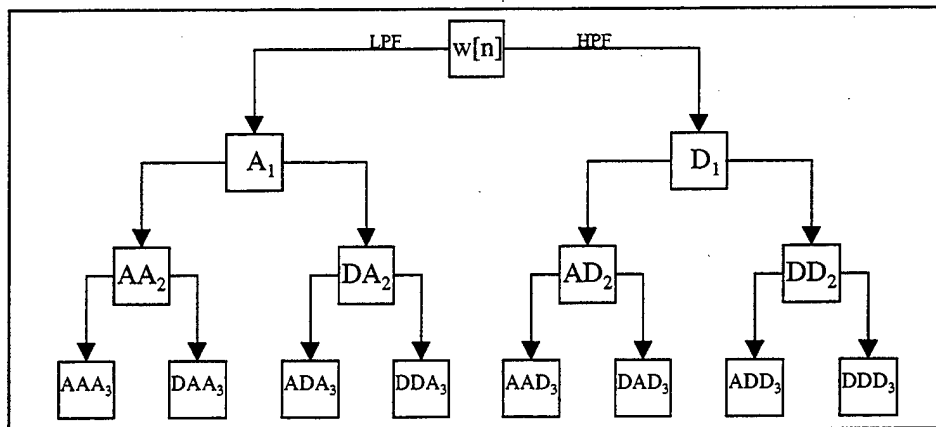 LPF w[n] HPF
A₁ D₁
AA₂ DA₂ AD₂ DD₂
AAA₃ DAA₃ ADA₃ DDA₃ AAD₃ DAD₃ ADD₃ DDD₃